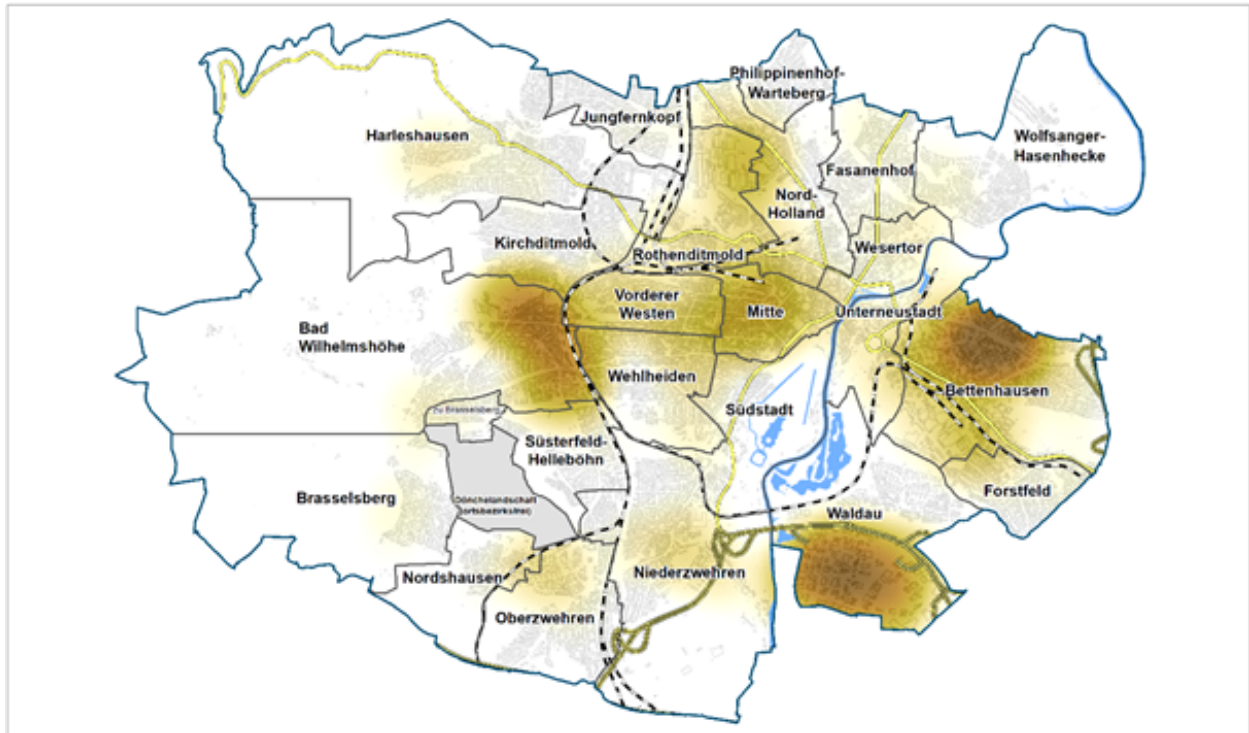 Philippinenhof-
Warteberg
Jungfernkopf
Harleshausen
Wolfsanger-
Hasenhecke
Fasanenhof
Nord-
Holland
Kirchditmold
Rothenditmold
Wesertor
Vorderer
Westen
Mitte
Unterneustadt
Bad
Wilhelmshöhe
Wehlheiden
Bettenhausen
Südstadt
zu Brasselsberg
Süsterfeld-
Helleböhn
Brasselsberg
Dönchelandschaft
(ortsbezirksfrei)
Forstfeld
Waldau
Nordshausen
Niederzwehren
Oberzwehren